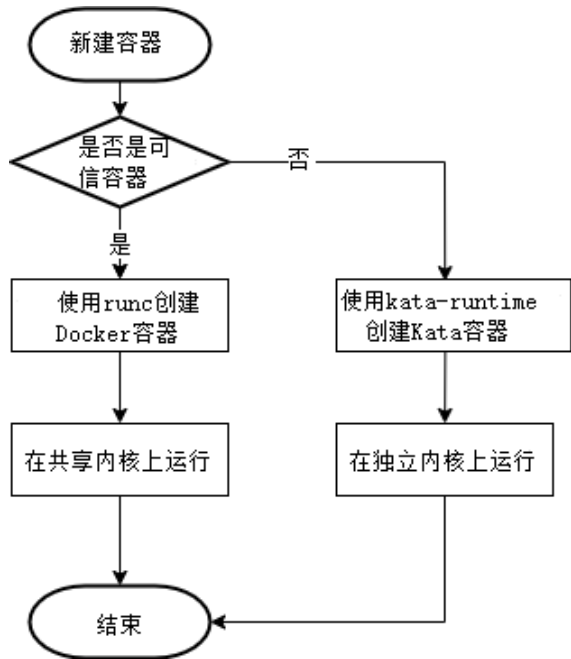 新建容器
是否是可
信容器
否
是
使用runc创建
Docker容器
使用kata-runtime
创建Kata容器
在共享内核上运行
在独立内核上运行
结束